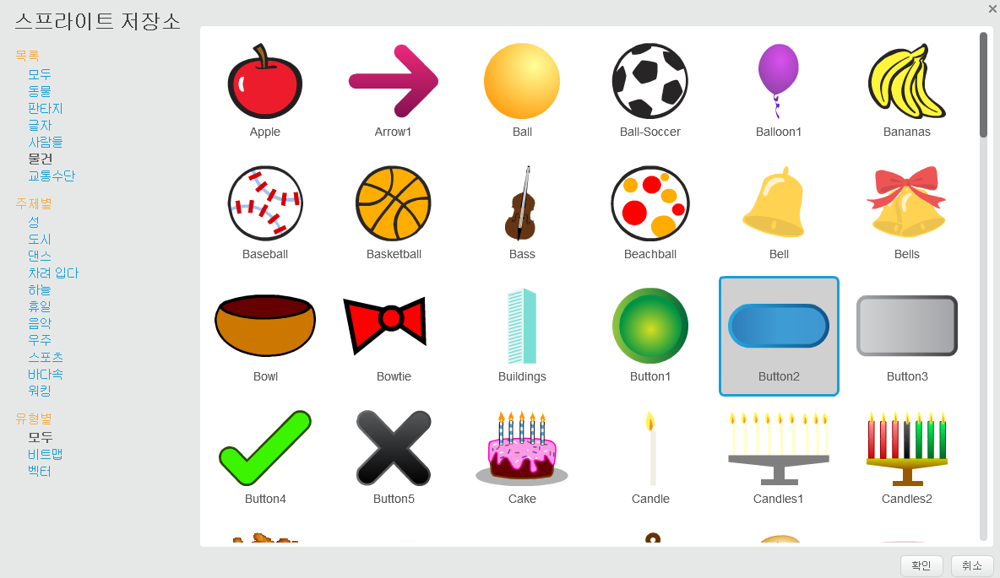 스프라이트 저장소
목록
모두
동물
판타지
글자
사람들
물건
교통수단
주제별
성
도시
댄스
차려 입다
하늘
휴일
음악
우주
스포츠
바다속
워킹
유형별
모두
비트맵
벡터
Apple Arrow1 Ball Ball-Soccer Balloon1 Bananas
Baseball Basketball Bass Beachball Bell Bells
Bowl Bowtie Buildings Button1 Button2 Button3
Button4 Button5 Cake Candle Candles1 Candles2
확인 취소